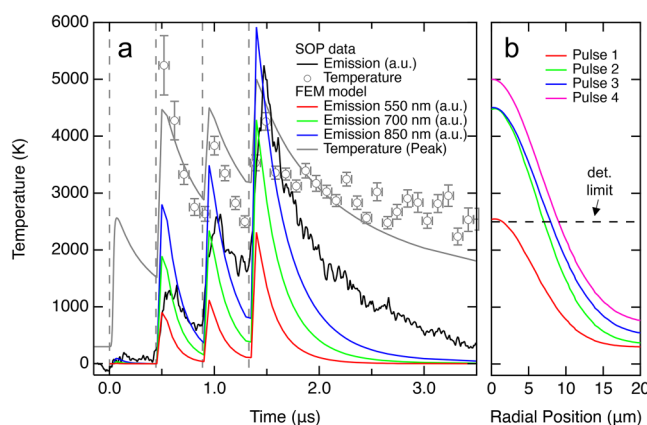 a
b
SOP data
Emission (a.u.)
Temperature
FEM model
Emission 550 nm (a.u.)
Emission 700 nm (a.u.)
Emission 850 nm (a.u.)
Temperature (Peak)
Pulse 1
Pulse 2
Pulse 3
Pulse 4
det.
limit
Temperature (K)
6000
5000
4000
3000
2000
1000
0
0.0
1.0
2.0
3.0
Time (µs)
0
5
10
15
20
Radial Position (µm)